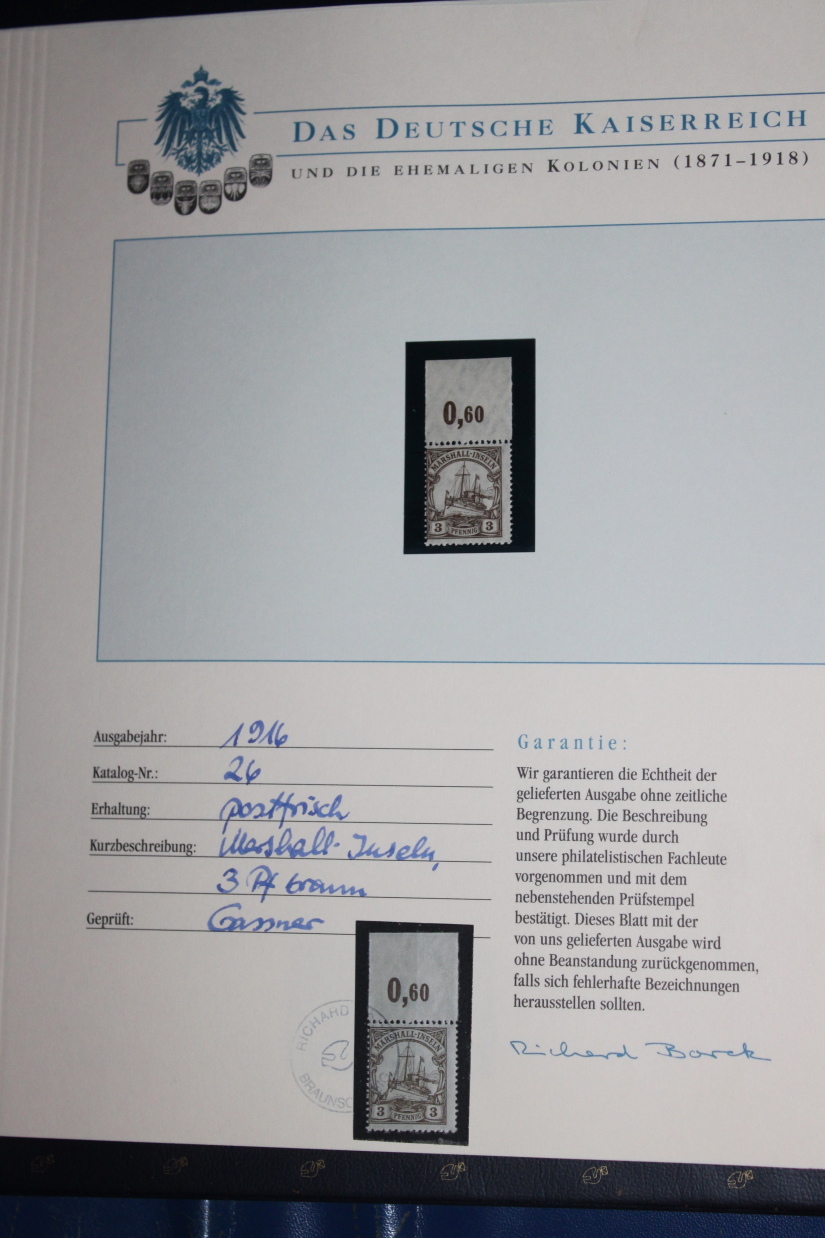 DAS DEUTSCHE KAISERREICH
UND DIE EHEMALIGEN KOLONIEN (1871–1918)
0,60
MARSHALL-INSELN
3 PFENNIG 3
Ausgabejahr: 1916
Katalog-Nr.: 26
Erhaltung: postfrisch
Kurzbeschreibung: Marshall-Inseln,
3 Pf braun
Geprüft: Gassner
Garantie:
Wir garantieren die Echtheit der
gelieferten Ausgabe ohne zeitliche
Begrenzung. Die Beschreibung
und Prüfung wurde durch
unsere philatelistischen Fachleute
vorgenommen und mit dem
nebenstehenden Prüfstempel
bestätigt. Dieses Blatt mit der
von uns gelieferten Ausgabe wird
ohne Beanstandung zurückgenommen,
falls sich fehlerhafte Bezeichnungen
herausstellen sollten.
Richard Borek
0,60
MARSHALL-INSELN
3 PFENNIG 3
RICHARD
BRAUNSC